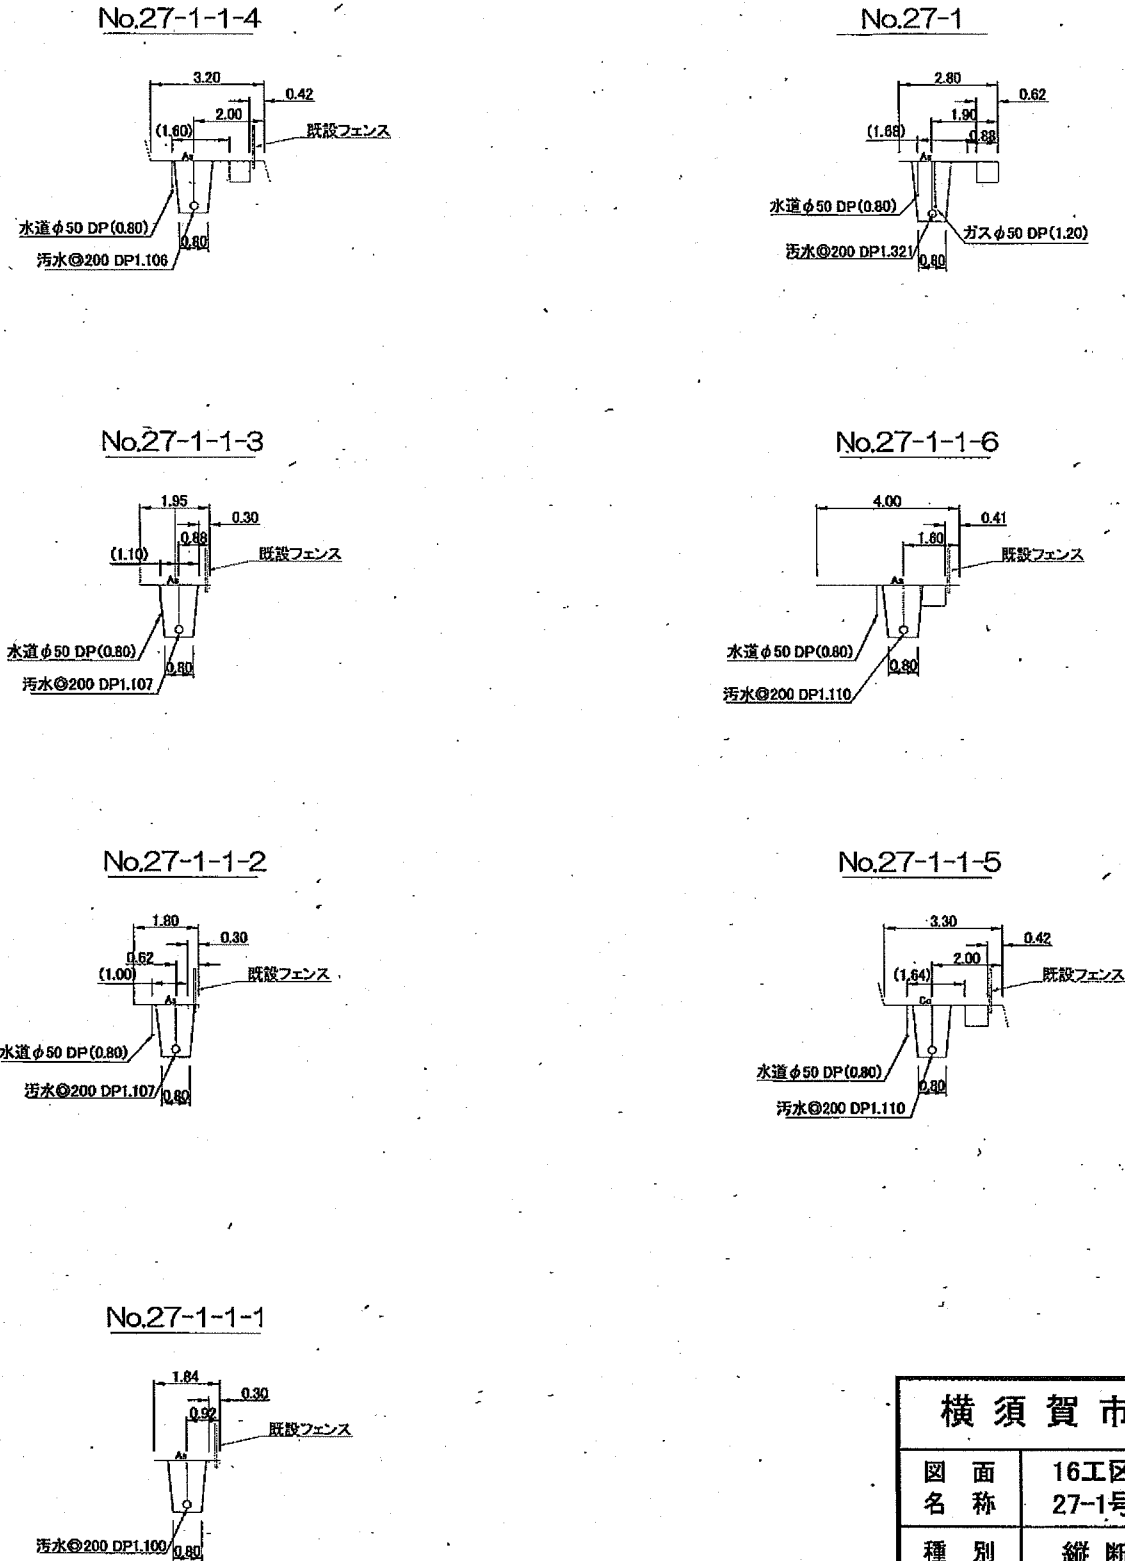 No.27-1-1-4
3.20
0.42
2.00
(1.60)
既設フェンス
As
水道φ50 DP(0.80)
0.80
汚水◎200 DP1.106
No.27-1
2.80
0.62
1.90
(1.68)
0.88
As
水道φ50 DP(0.80)
ガスφ50 DP(1.20)
汚水◎200 DP1.321
0.80
No.27-1-1-3
1.95
0.30
0.88
(1.10)
既設フェンス
As
水道φ50 DP(0.80)
0.80
汚水◎200 DP1.107
No.27-1-1-6
4.00
0.41
1.60
既設フェンス
As
水道φ50 DP(0.80)
0.80
汚水◎200 DP1.110
No.27-1-1-2
1.80
0.30
0.62
(1.00)
既設フェンス
As
水道φ50 DP(0.80)
汚水◎200 DP1.107
0.80
No.27-1-1-5
3.30
0.42
2.00
(1.64)
既設フェンス
Co
水道φ50 DP(0.80)
0.80
汚水◎200 DP1.110
No.27-1-1-1
1.84
0.30
0.92
既設フェンス
As
汚水◎200 DP1.100
0.80
横須賀市
図面名称
16工区
27-1号
種別
縦断